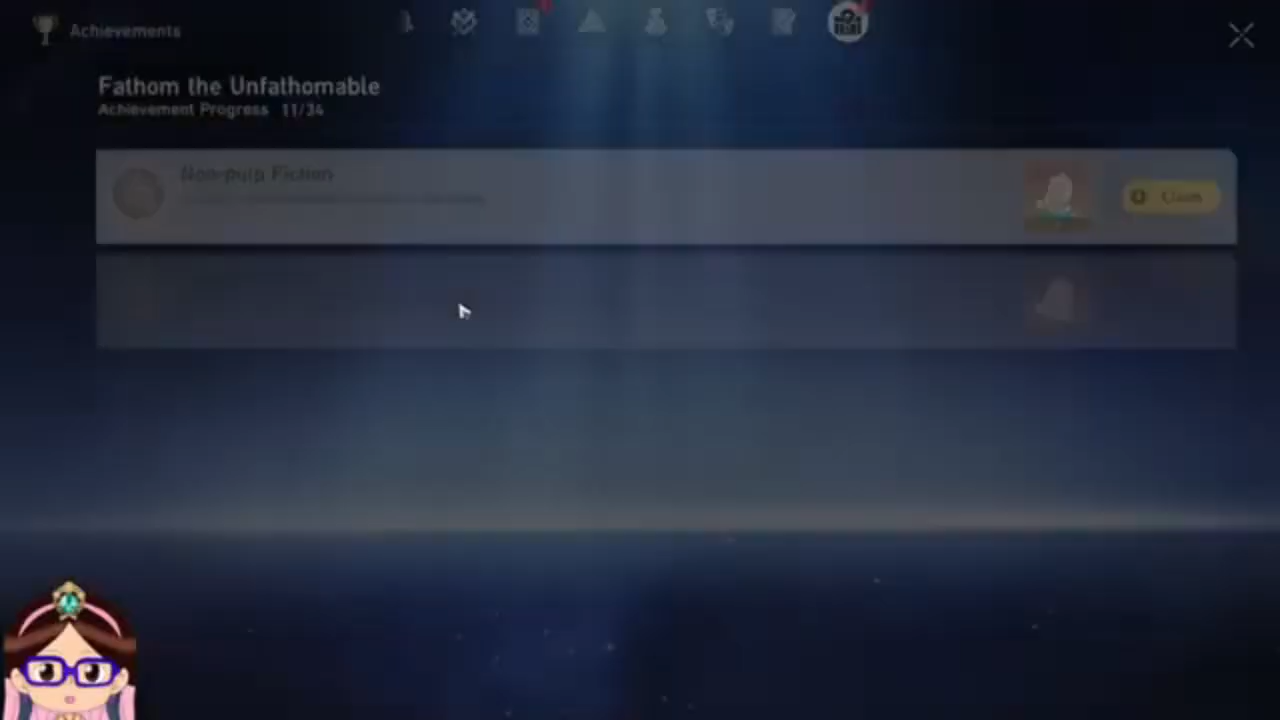 Achievements
Fathom the Unfathomable
Achievement Progress 11/34
Non-pulp Fiction
Claim